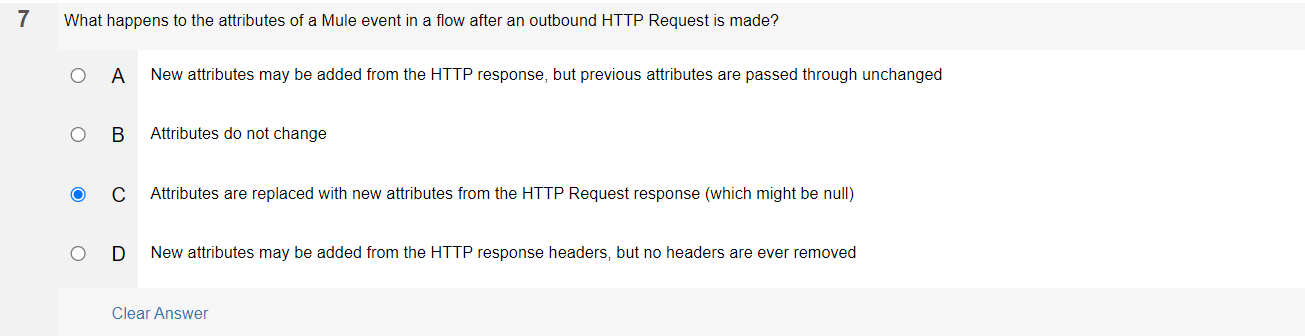 7 What happens to the attributes of a Mule event in a flow after an outbound HTTP Request is made?
A New attributes may be added from the HTTP response, but previous attributes are passed through unchanged
B Attributes do not change
C Attributes are replaced with new attributes from the HTTP Request response (which might be null)
D New attributes may be added from the HTTP response headers, but no headers are ever removed
Clear Answer